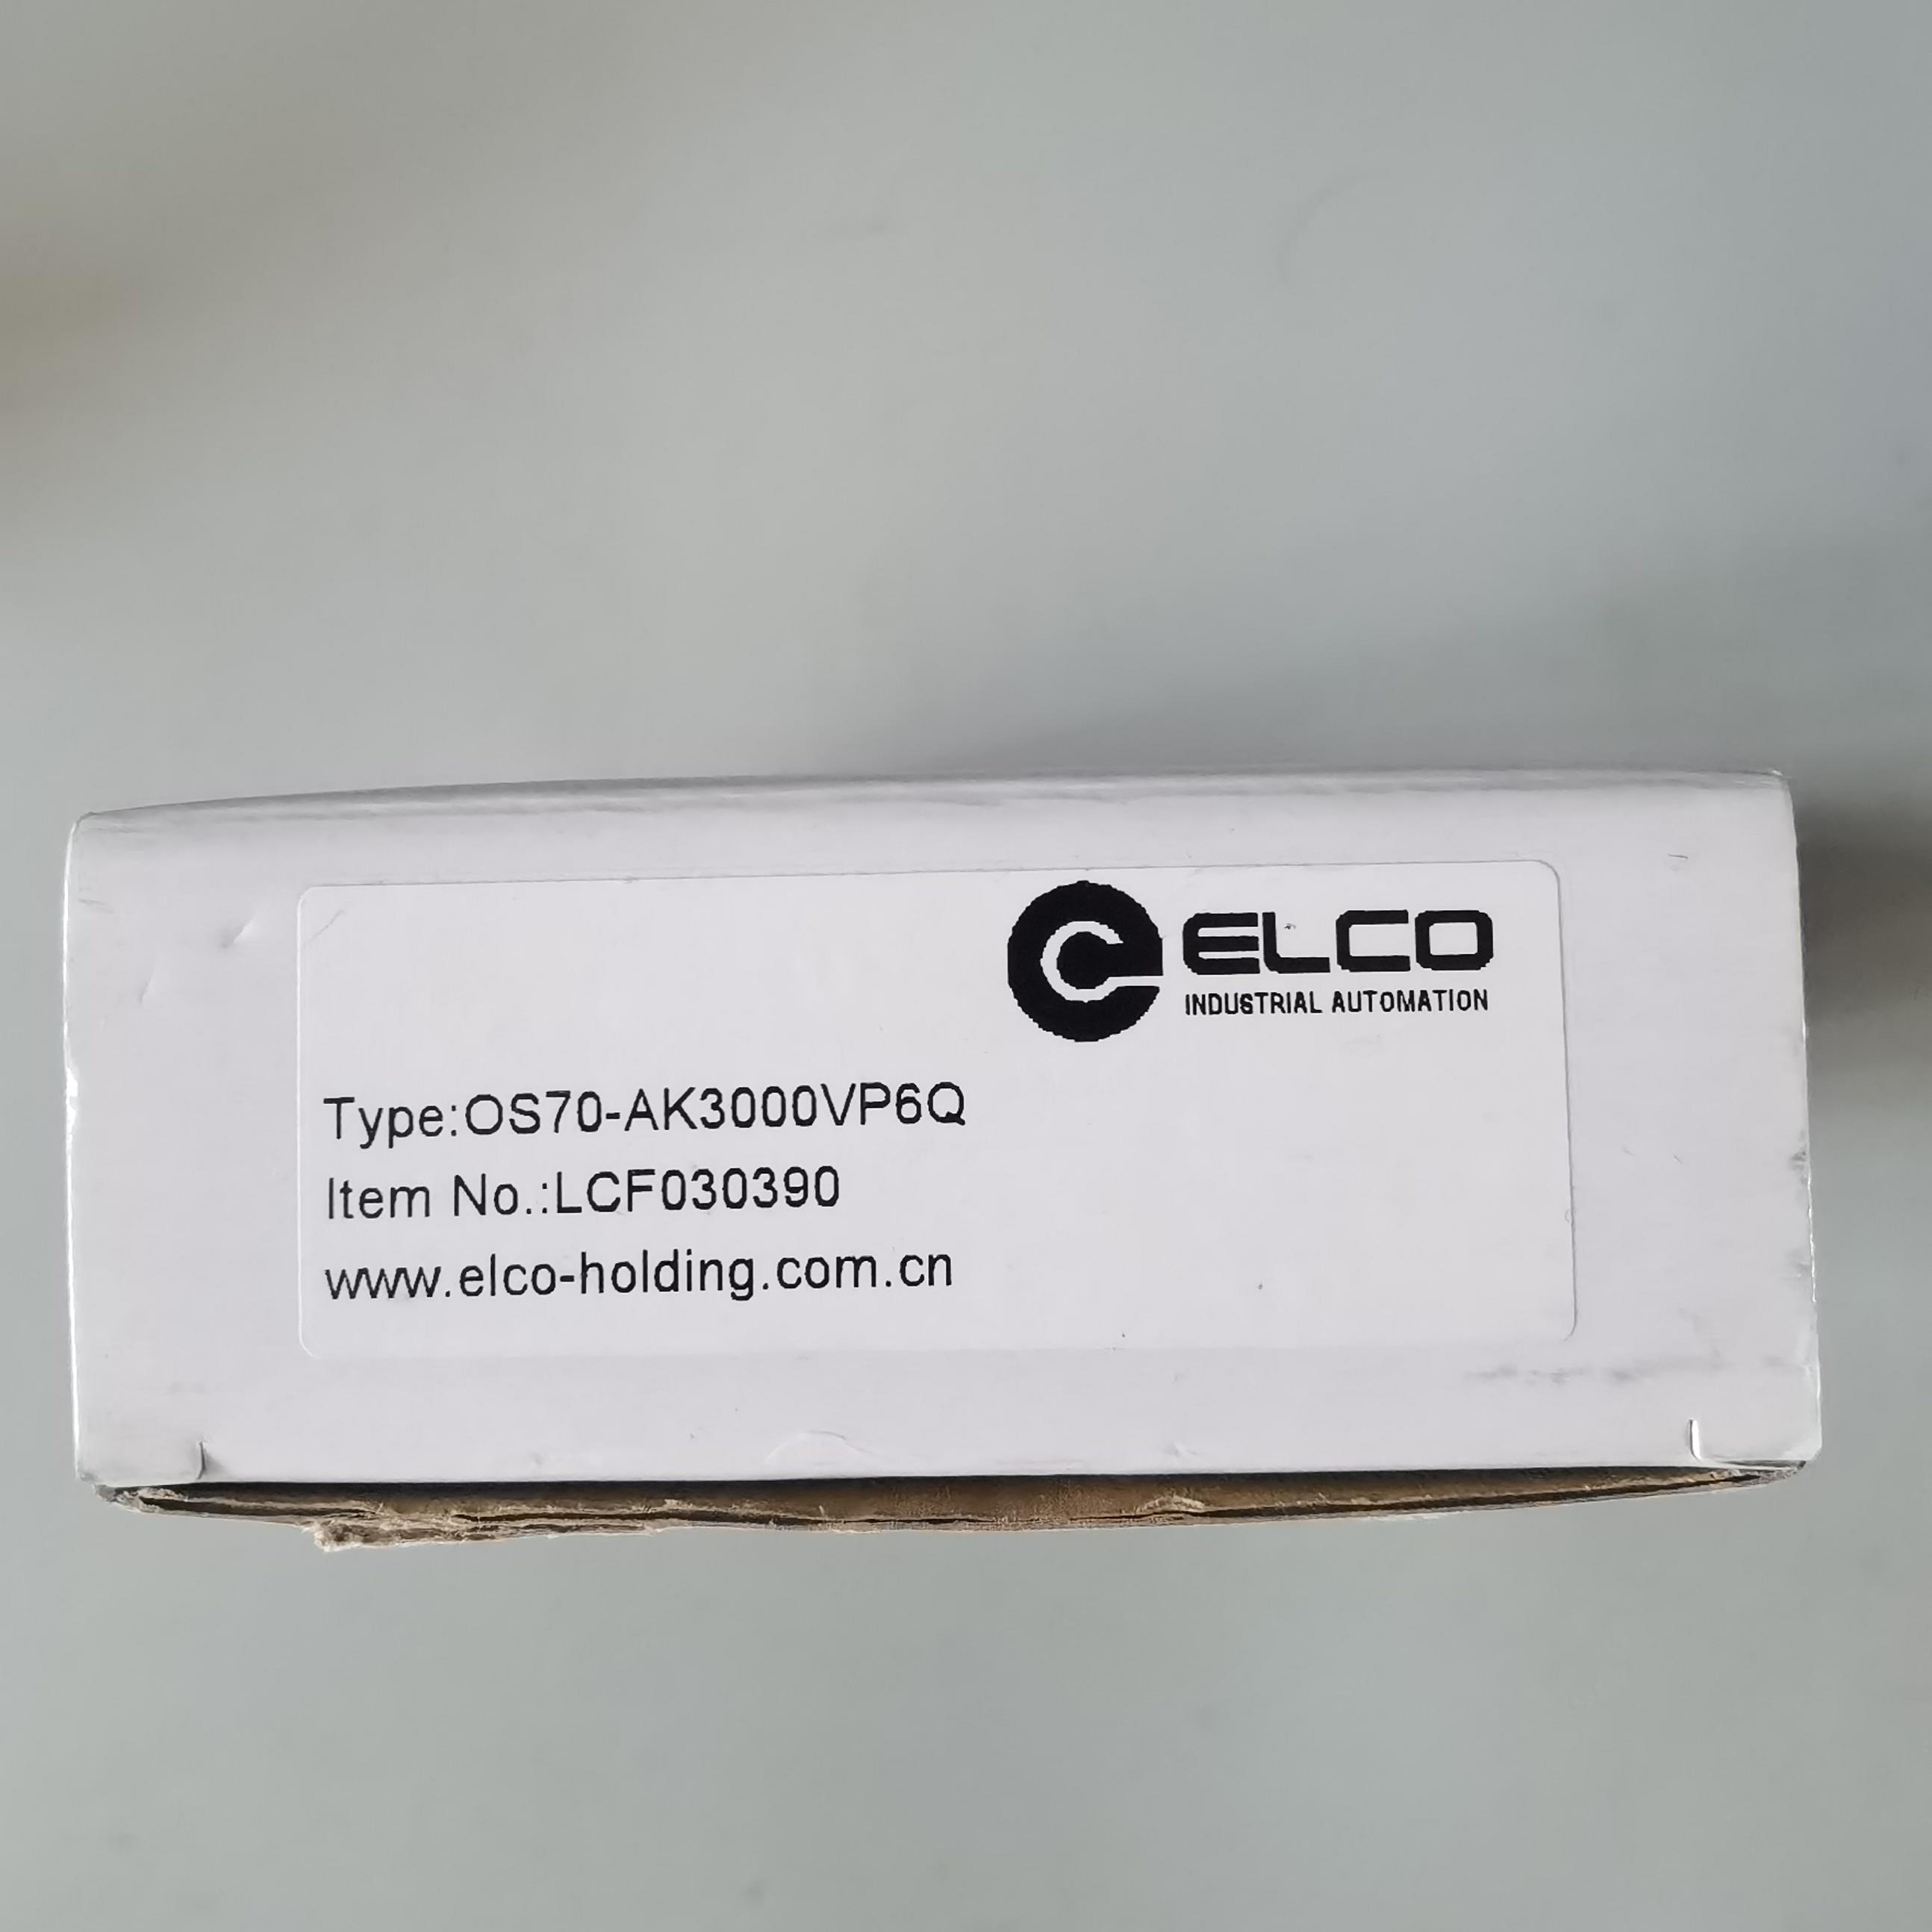 ELCO
INDUSTRIAL AUTOMATION
Type:OS70-AK3000VP6Q
Item No.:LCF030390
www.elco-holding.com.cn